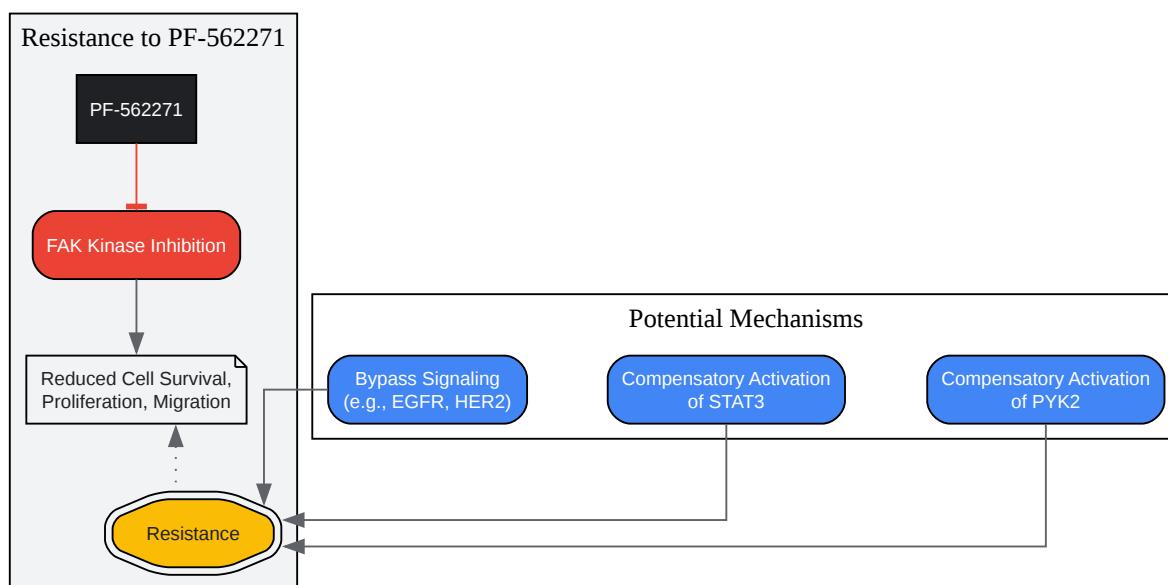 Resistance to PF-562271
PF-562271
FAK Kinase Inhibition
Reduced Cell Survival,
Proliferation, Migration
Resistance
Potential Mechanisms
Bypass Signaling
(e.g., EGFR, HER2)
Compensatory Activation
of STAT3
Compensatory Activation
of PYK2